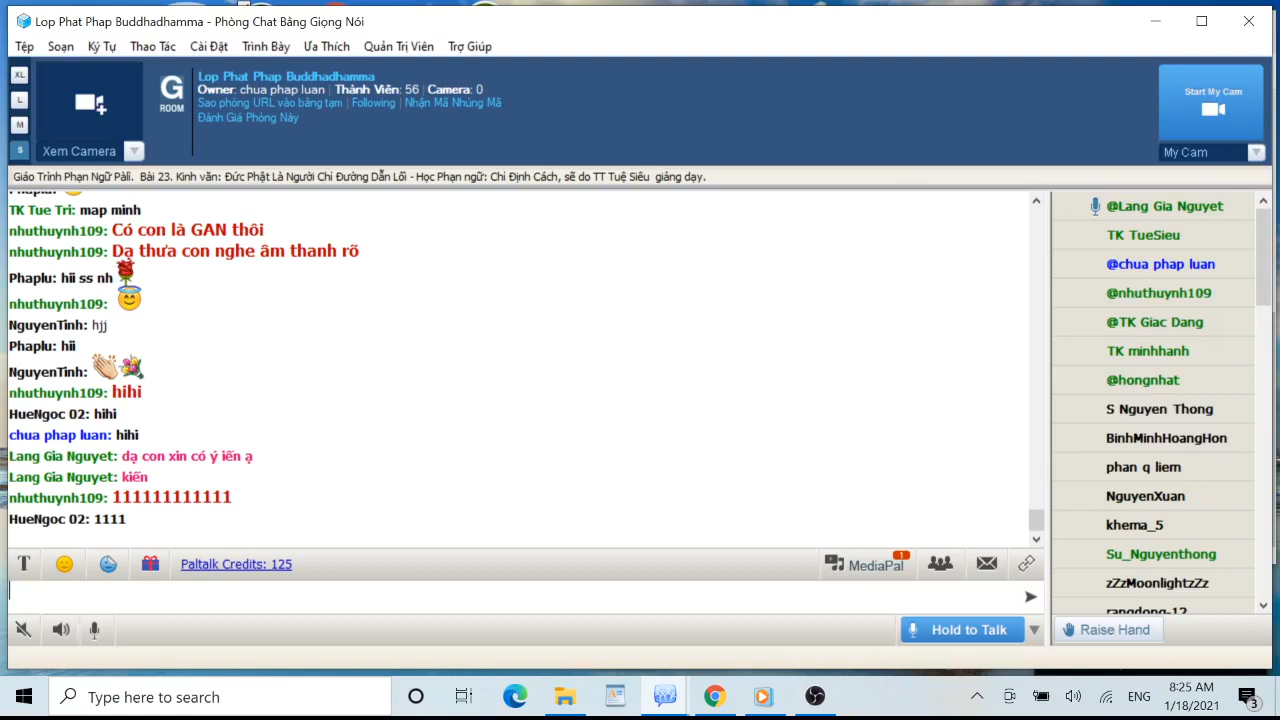 Lop Phat Phap Buddhadhamma - Phòng Chat Bằng Giọng Nói
Tệp Soạn Ký Tự Thao Tác Cài Đặt Trình Bày Ưa Thích Quản Trị Viên Trợ Giúp
XL
L
M
S
Xem Camera
G
ROOM
Lop Phat Phap Buddhadhamma
Owner: chua phap luan | Thành Viên: 56 | Camera: 0
Sao phòng URL vào bảng tạm | Following | Nhận Mã Nhúng Mã
Đánh Giá Phòng Này
Start My Cam
My Cam
Giáo Trình Phạn Ngữ Pàli. Bài 23. Kinh văn: Đức Phật Là Người Chỉ Đường Dẫn Lối - Học Phạn ngữ: Chỉ Định Cách, sẽ do TT Tuệ Siêu giảng dạy.
TK Tue Tri: map minh
nhuthuynh109: Có con là GAN thôi
nhuthuynh109: Dạ thưa con nghe âm thanh rõ
Phaplu: hii ss nh
nhuthuynh109:
NguyenTinh: hjj
Phaplu: hii
NguyenTinh:
nhuthuynh109: hihi
HueNgoc 02: hihi
chua phap luan: hihi
Lang Gia Nguyet: dạ con xin có ý iến ạ
Lang Gia Nguyet: kiến
nhuthuynh109: 111111111111
HueNgoc 02: 1111
@Lang Gia Nguyet
TK TueSieu
@chua phap luan
@nhuthuynh109
@TK Giac Dang
TK minhhanh
@hongnhat
S Nguyen Thong
BinhMinhHoangHon
phan q liem
NguyenXuan
khema_5
Su_Nguyenthong
zZzMoonlightzZz
rangdong-12
T
Paltalk Credits: 125
MediaPal
1
Hold to Talk
Raise Hand
Type here to search
ENG
8:25 AM
1/18/2021
3